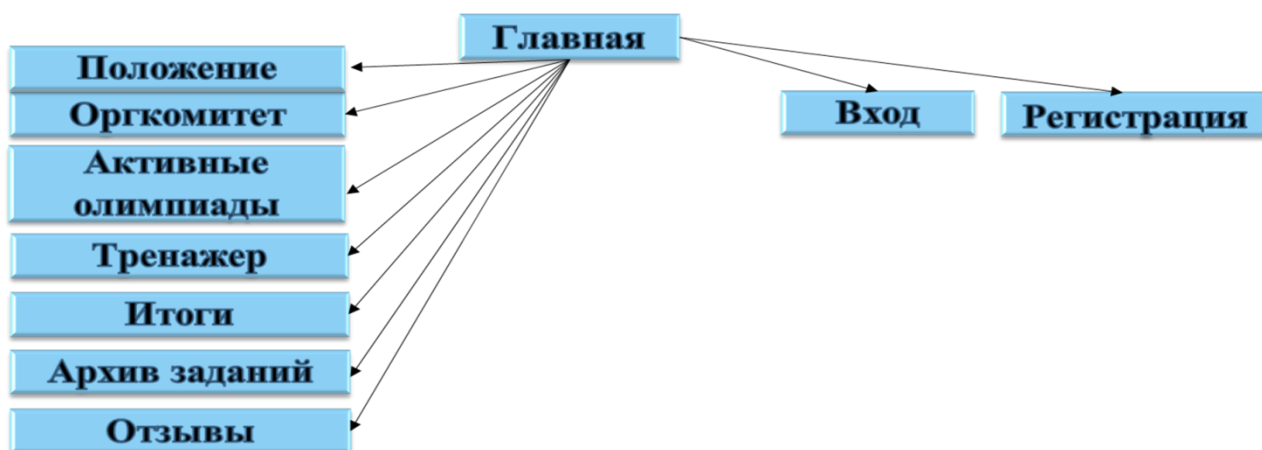 Главная
Положение
Оргкомитет
Активные
олимпиады
Тренажер
Итоги
Архив заданий
Отзывы
Вход
Регистрация